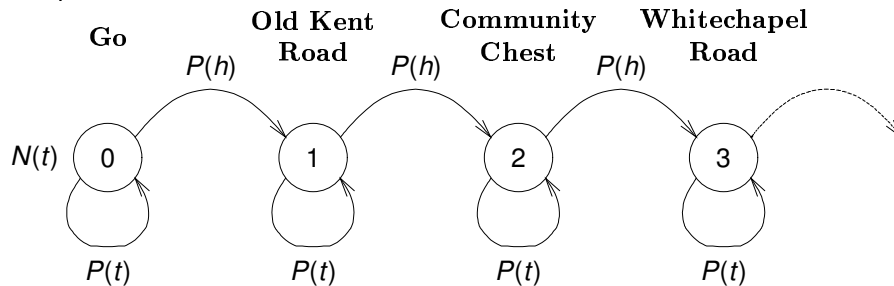 Go
Old Kent
Road
Community
Chest
Whitechapel
Road
P(h)
P(h)
P(h)
N(t)
0
1
2
3
P(t)
P(t)
P(t)
P(t)